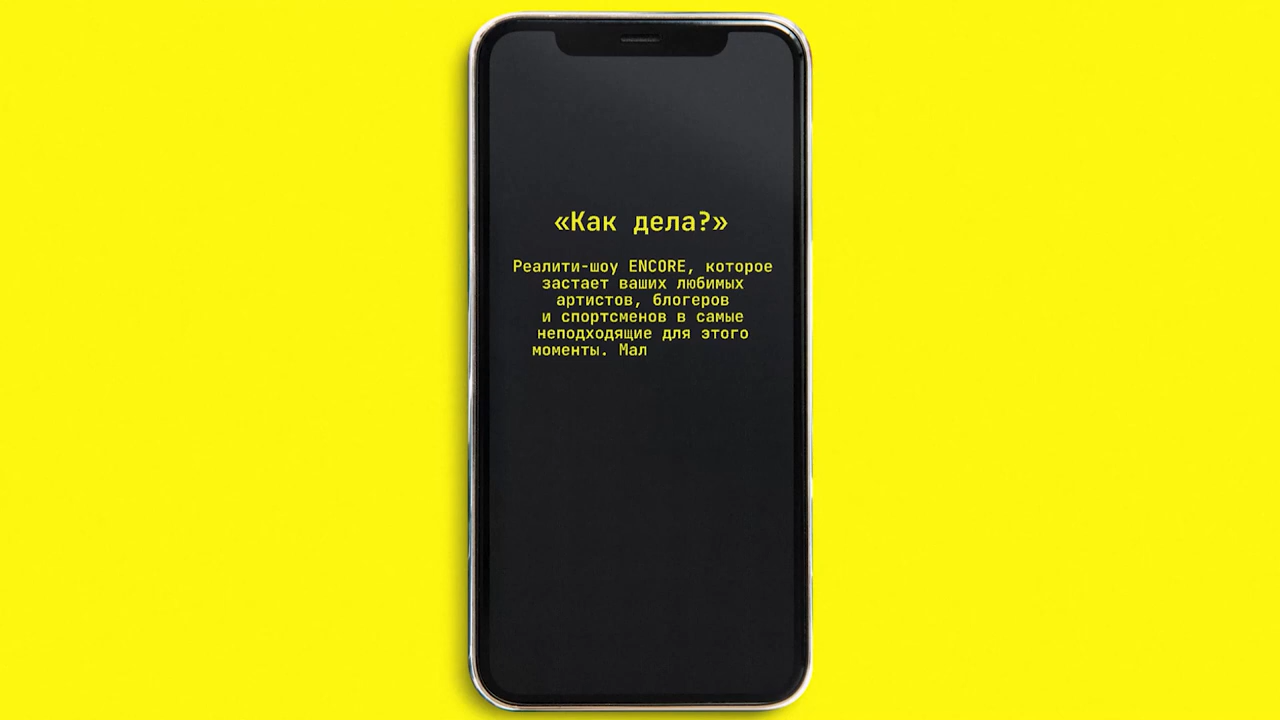 «Как дела?»
Реалити-шоу ENCORE, которое
застает ваших любимых
артистов, блогеров
и спортсменов в самые
неподходящие для этого
моменты. Мал